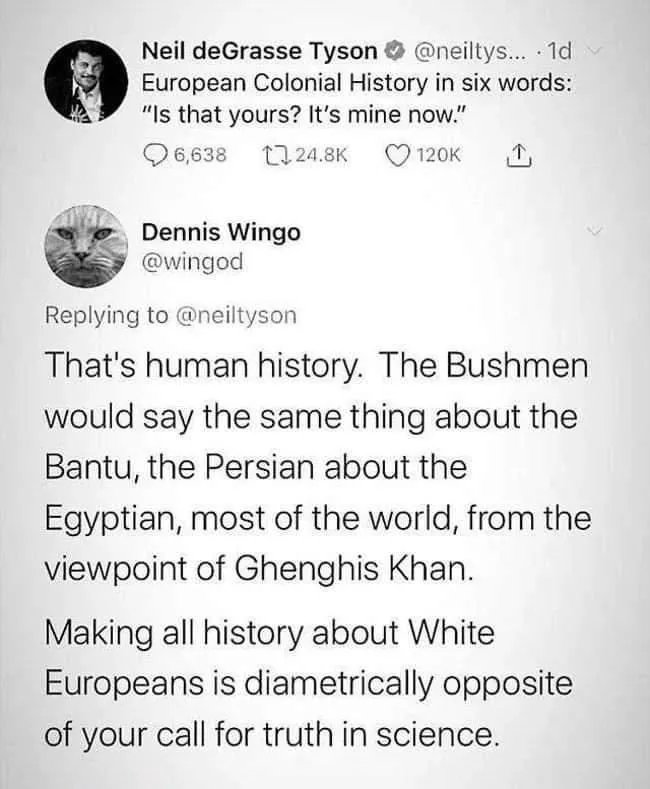 Neil deGrasse Tyson @neiltys... · 1d
European Colonial History in six words:
“Is that yours? It’s mine now.”
6,638 24.8K 120K
Dennis Wingo
@wingod
Replying to @neiltyson
That's human history. The Bushmen
would say the same thing about the
Bantu, the Persian about the
Egyptian, most of the world, from the
viewpoint of Ghenghis Khan.
Making all history about White
Europeans is diametrically opposite
of your call for truth in science.